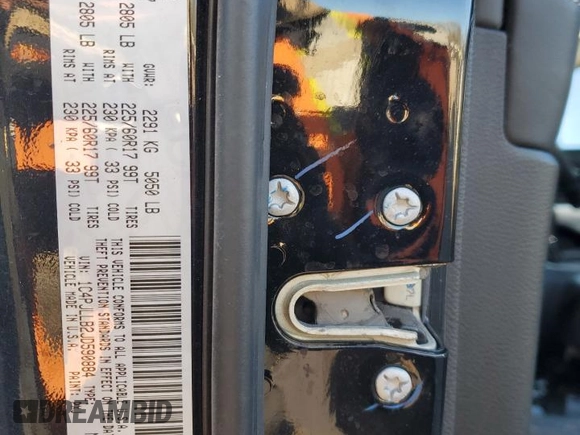 GVWR: 2291 KG 5050 LB
2805 LB WITH 225/60R17 99T TIRES
RIMS AT 230 KPA ( 33 PSI) COLD
2805 LB WITH 225/60R17 99T TIRES
RIMS AT 230 KPA ( 33 PSI) COLD
THIS VEHICLE CONFORMS TO ALL APPLICABLE
THEFT PREVENTION STANDARDS IN EFFECT
VIN: 1C4PJLLB2JD590884
VEHICLE MADE IN U.S.A. PAINT:
DREAMBID